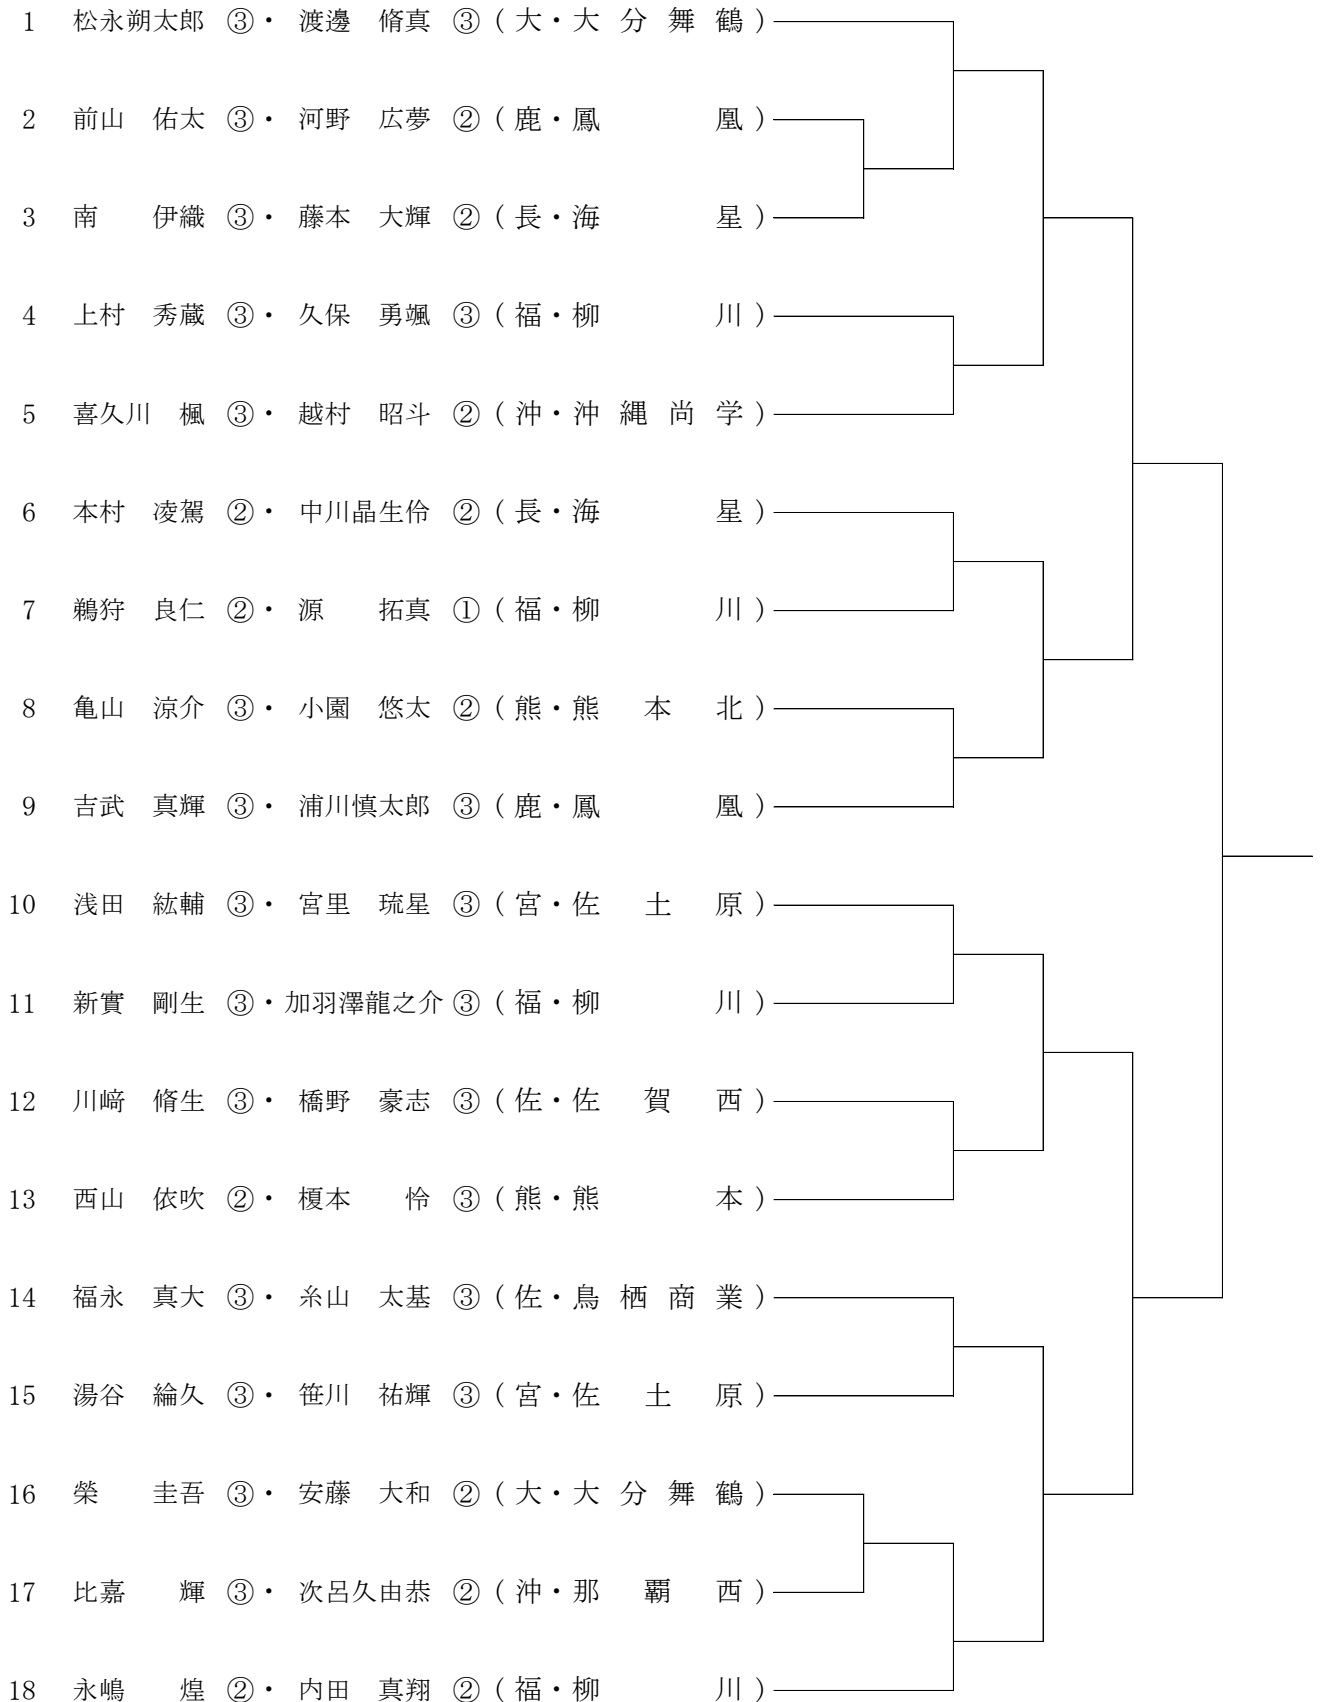 1 松永朔太郎 ③・ 渡邊 脩真 ③ ( 大・大分舞鶴 )
2 前山 佑太 ③・ 河野 広夢 ② ( 鹿・鳳凰 )
3 南 伊織 ③・ 藤本 大輝 ② ( 長・海星 )
4 上村 秀蔵 ③・ 久保 勇颯 ③ ( 福・柳川 )
5 喜久川 楓 ③・ 越村 昭斗 ② ( 沖・沖縄尚学 )
6 本村 凌駕 ②・ 中川晶生伶 ② ( 長・海星 )
7 鵜狩 良仁 ②・ 源 拓真 ① ( 福・柳川 )
8 亀山 涼介 ③・ 小園 悠太 ② ( 熊・熊本北 )
9 吉武 真輝 ③・ 浦川慎太郎 ③ ( 鹿・鳳凰 )
10 浅田 紘輔 ③・ 宮里 琉星 ③ ( 宮・佐土原 )
11 新實 剛生 ③・ 加羽澤龍之介 ③ ( 福・柳川 )
12 川﨑 脩生 ③・ 橋野 豪志 ③ ( 佐・佐賀西 )
13 西山 依吹 ②・ 榎本 怜 ③ ( 熊・熊本 )
14 福永 真大 ③・ 糸山 太基 ③ ( 佐・鳥栖商業 )
15 湯谷 綸久 ③・ 笹川 祐輝 ③ ( 宮・佐土原 )
16 榮 圭吾 ③・ 安藤 大和 ② ( 大・大分舞鶴 )
17 比嘉 輝 ③・ 次呂久由恭 ② ( 沖・那覇西 )
18 永嶋 煌 ②・ 内田 真翔 ② ( 福・柳川 )